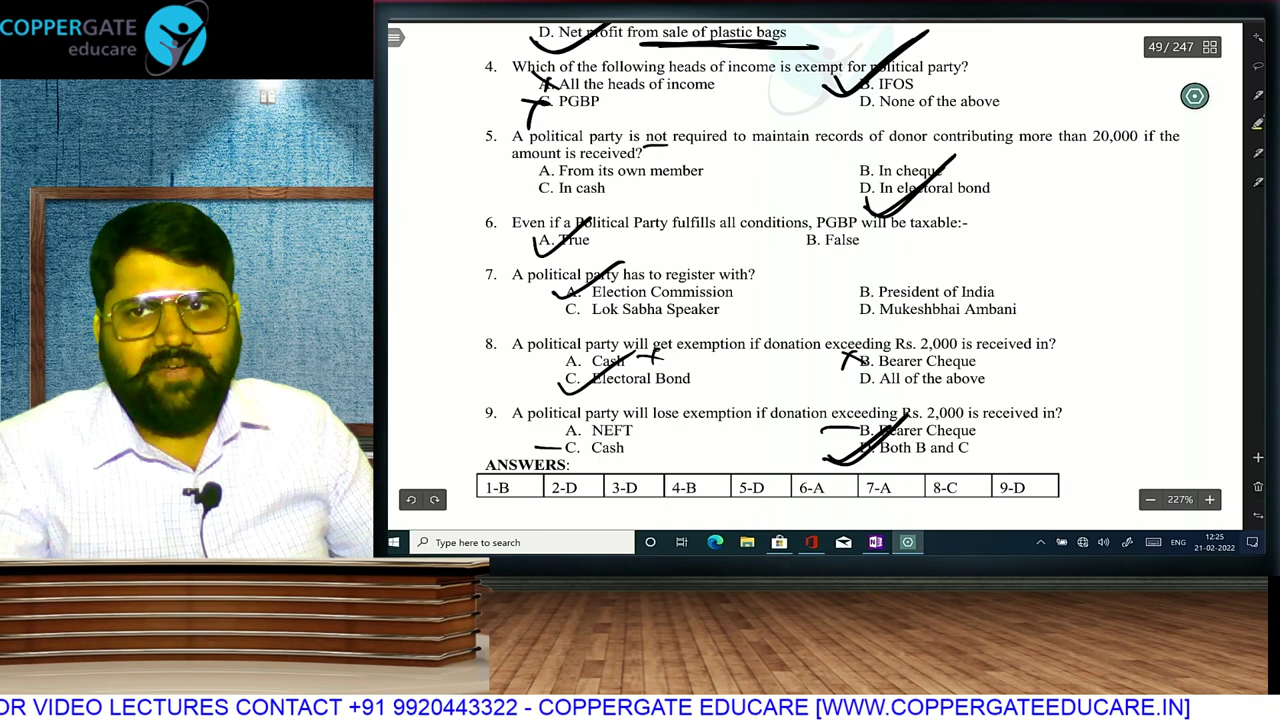 COPPERGATE
educare
D. Net profit from sale of plastic bags
49/247
4. Which of the following heads of income is exempt for political party?
A. All the heads of income B. IFOS
C. PGBP D. None of the above
5. A political party is not required to maintain records of donor contributing more than 20,000 if the
amount is received?
A. From its own member B. In cheque
C. In cash D. In electoral bond
6. Even if a Political Party fulfills all conditions, PGBP will be taxable:-
A. True B. False
7. A political party has to register with?
A. Election Commission B. President of India
C. Lok Sabha Speaker D. Mukeshbhai Ambani
8. A political party will get exemption if donation exceeding Rs. 2,000 is received in?
A. Cash B. Bearer Cheque
C. Electoral Bond D. All of the above
9. A political party will lose exemption if donation exceeding Rs. 2,000 is received in?
A. NEFT B. Bearer Cheque
C. Cash D. Both B and C
ANSWERS:
1-B 2-D 3-D 4-B 5-D 6-A 7-A 8-C 9-D
227%
Type here to search
ENG
12:25
21-02-2022
OR VIDEO LECTURES CONTACT +91 9920443322 - COPPERGATE EDUCARE [WWW.COPPERGATEEDUCARE.IN]